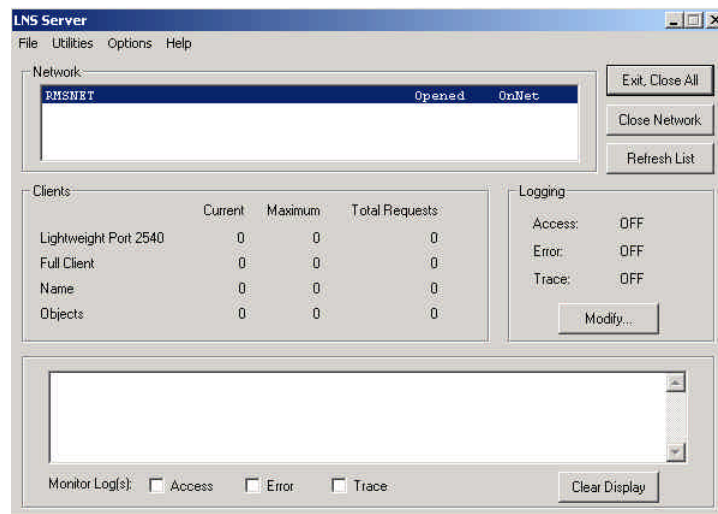 LNS Server
File Utilities Options Help
Network
RMSNET Opened OnNet
Exit, Close All
Close Network
Refresh List
Clients
Current Maximum Total Requests
Lightweight Port 2540 0 0 0
Full Client 0 0 0
Name 0 0 0
Objects 0 0 0
Logging
Access: OFF
Error: OFF
Trace: OFF
Modify...
Monitor Log(s): Access Error Trace
Clear Display